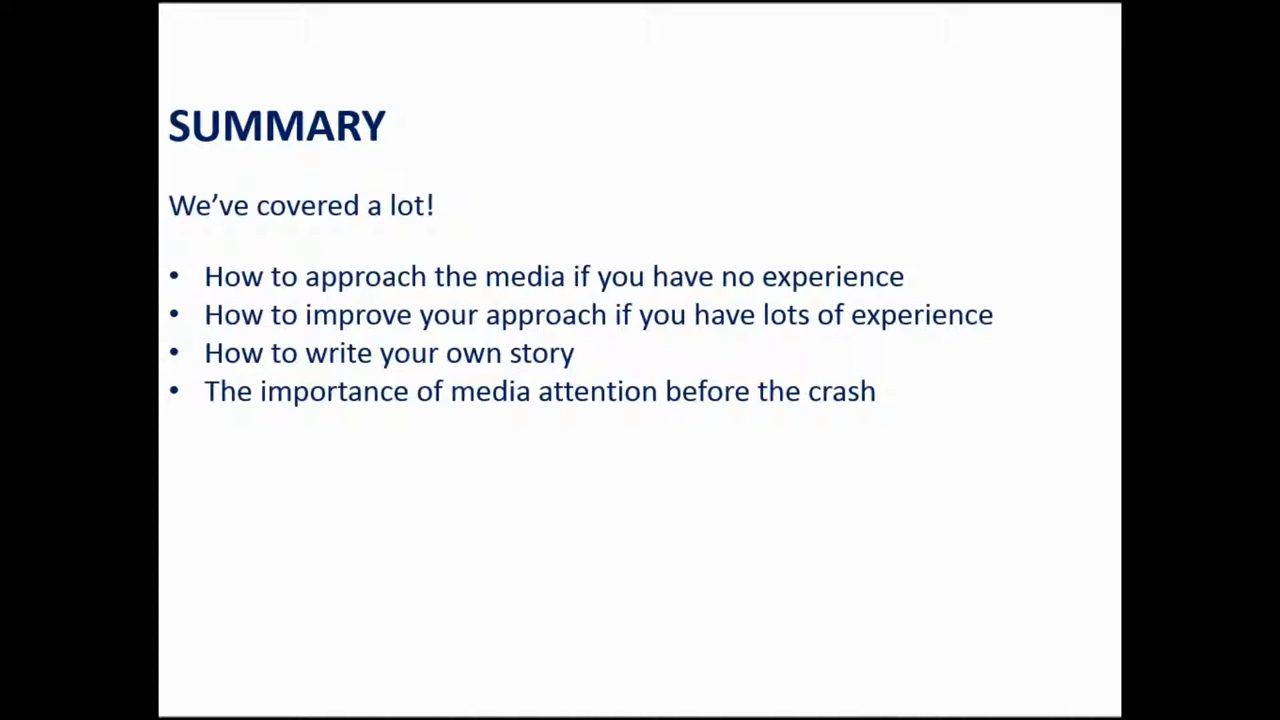 SUMMARY
We’ve covered a lot!
• How to approach the media if you have no experience
• How to improve your approach if you have lots of experience
• How to write your own story
• The importance of media attention before the crash